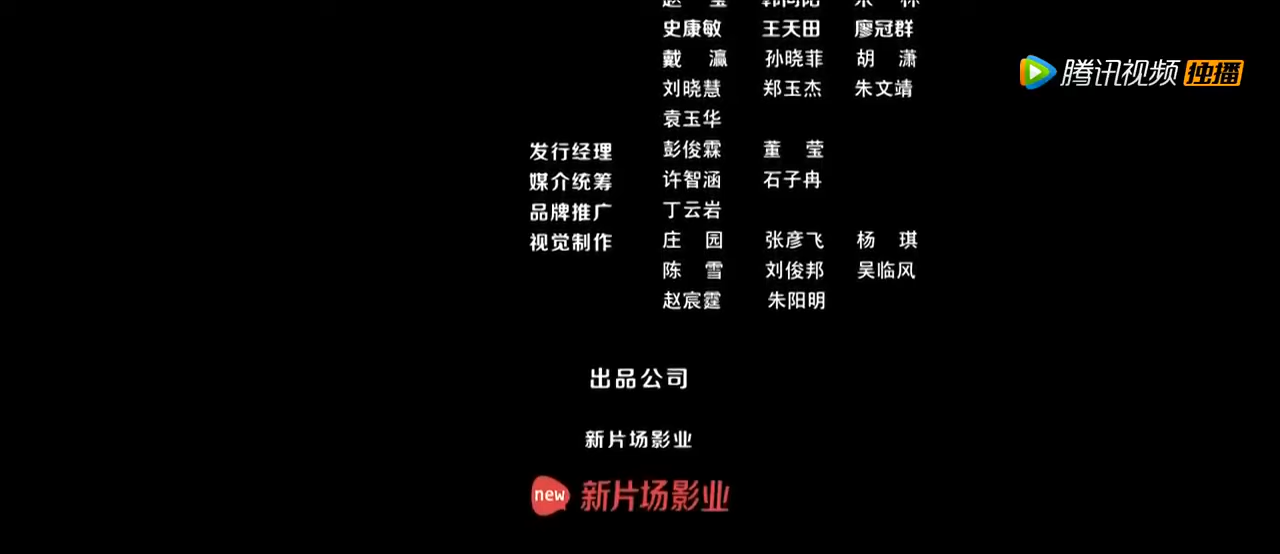 史康敏 王天田 廖冠群
戴 瀛 孙晓菲 胡 潇
腾讯视频 独播
刘晓慧 郑玉杰 朱文靖
袁玉华
发行经理 彭俊霖 董 莹
媒介统筹 许智涵 石子冉
品牌推广 丁云岩
视觉制作 庄 园 张彦飞 杨 琪
陈 雪 刘俊邦 吴临风
赵宸霆 朱阳明
出品公司
新片场影业
new 新片场影业